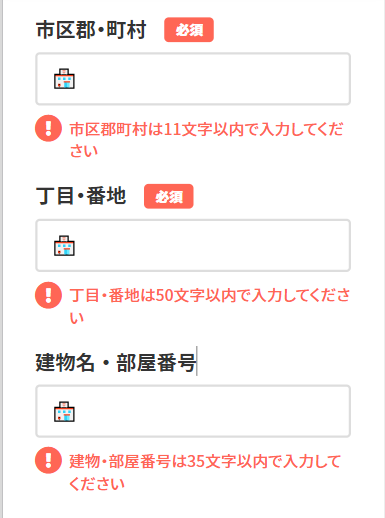 市区郡・町村 必須
市区郡町村は11文字以内で入力してくだ
さい
丁目・番地 必須
丁目・番地は50文字以内で入力してくださ
い
建物名・部屋番号
建物・部屋番号は35文字以内で入力して
ください